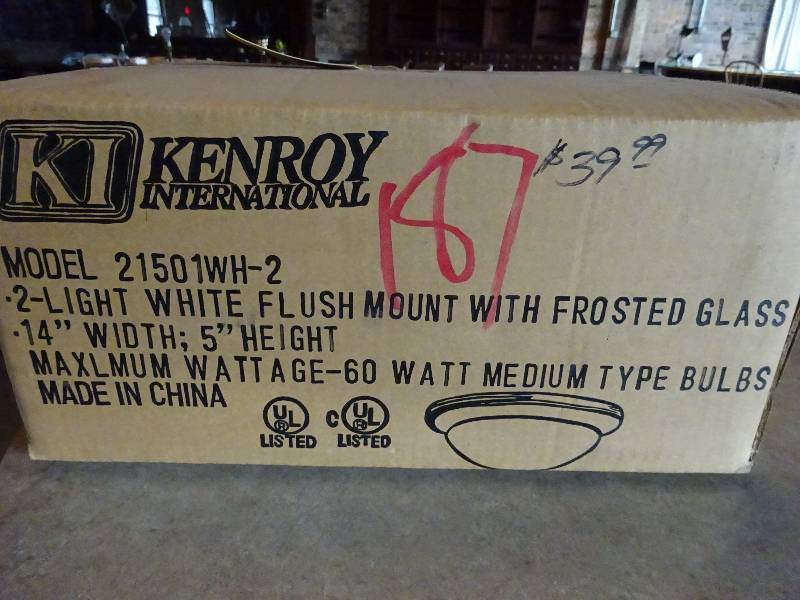 KI KENROY
INTERNATIONAL
187
$39.99
MODEL 21501WH-2
·2-LIGHT WHITE FLUSH MOUNT WITH FROSTED GLASS
·14" WIDTH; 5" HEIGHT
MAXLMUM WATTAGE-60 WATT MEDIUM TYPE BULBS
MADE IN CHINA
UL ® LISTED C UL ® LISTED